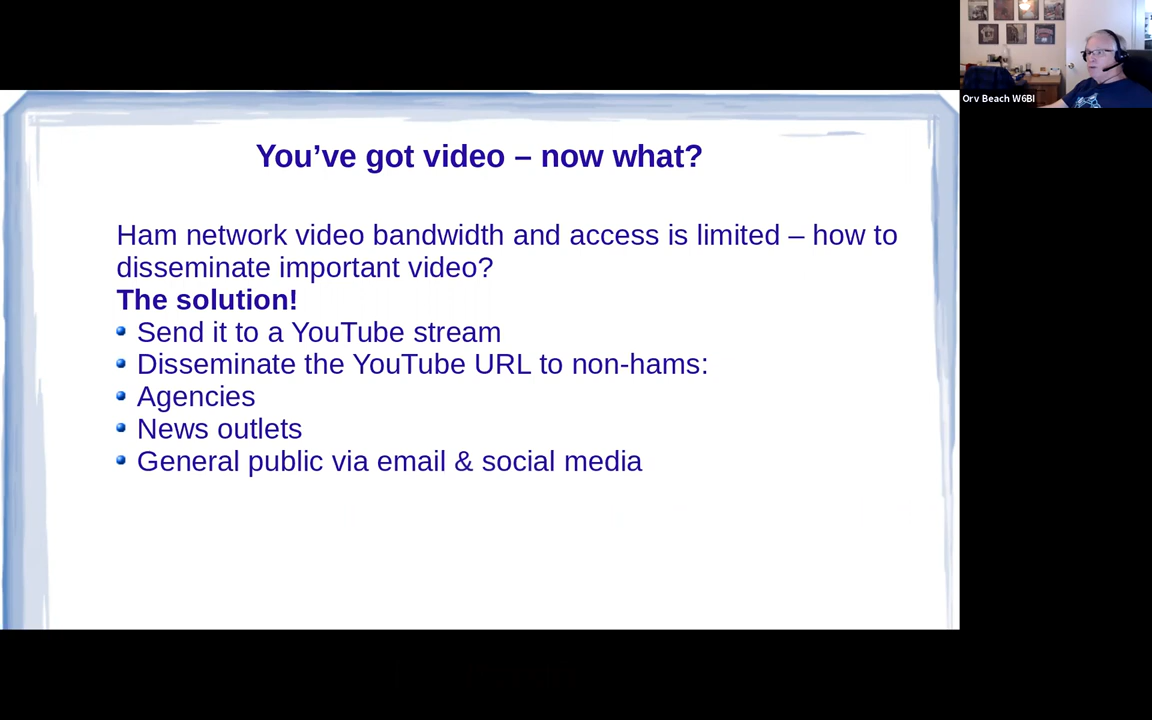 Orv Beach W6BI
You’ve got video – now what?
Ham network video bandwidth and access is limited – how to
disseminate important video?
The solution!
Send it to a YouTube stream
Disseminate the YouTube URL to non-hams:
Agencies
News outlets
General public via email & social media